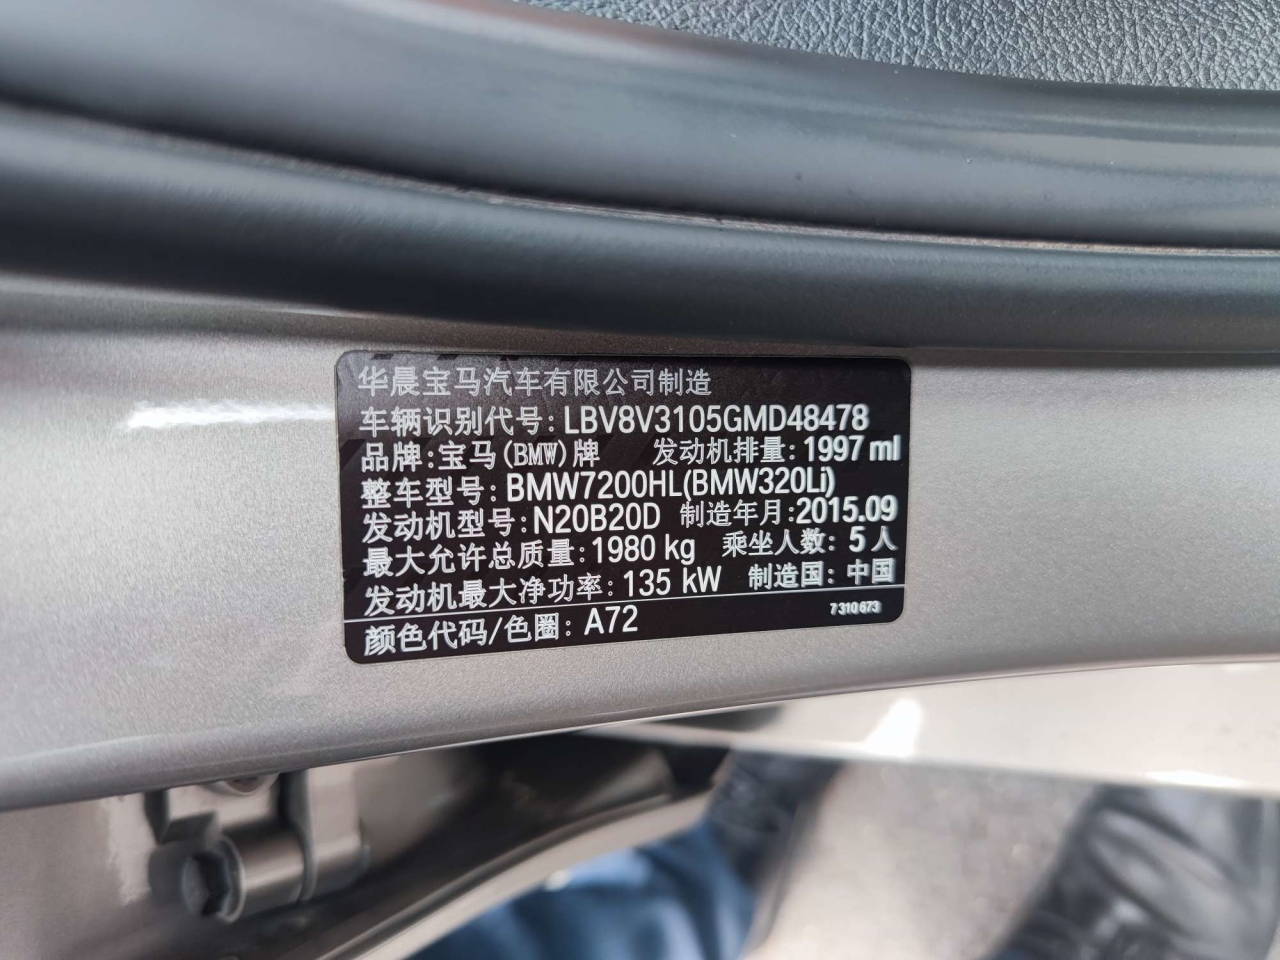 华晨宝马汽车有限公司制造
车辆识别代号: LBV8V3105GMD48478
品牌:宝马(BMW)牌 发动机排量: 1997 ml
整车型号: BMW7200HL(BMW320Li)
发动机型号: N20B20D 制造年月:2015.09
最大允许总质量: 1980 kg 乘坐人数: 5 人
发动机最大净功率: 135 kW 制造国: 中国
颜色代码/色圈: A72 7 310 673